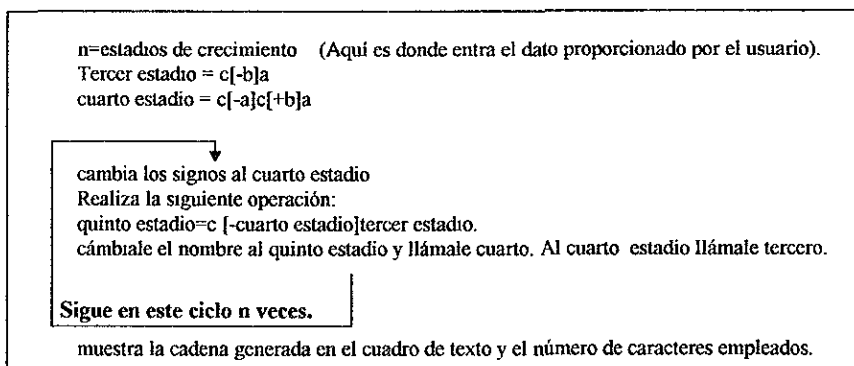 n=estadios de crecimiento (Aquí es donde entra el dato proporcionado por el usuario).
Tercer estadio = c[-b]a
cuarto estadio = c[-a]c[+b]a
cambia los signos al cuarto estadio
Realiza la siguiente operación:
quinto estadio=c [-cuarto estadio]tercer estadio.
cámbiale el nombre al quinto estadio y llámale cuarto. Al cuarto estadio llámale tercero.
Sigue en este ciclo n veces.
muestra la cadena generada en el cuadro de texto y el número de caracteres empleados.